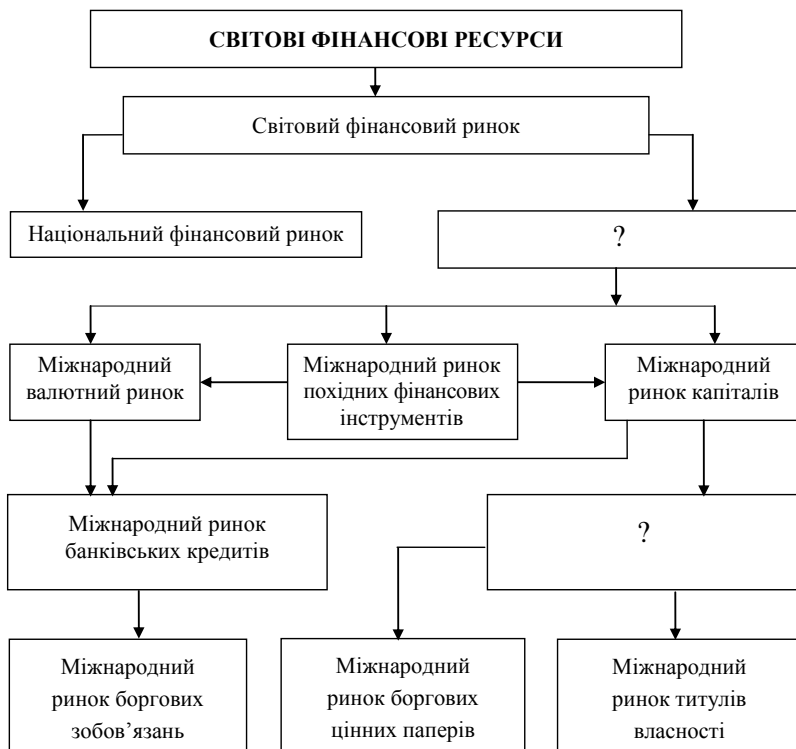 СВІТОВІ ФІНАНСОВІ РЕСУРСИ
Світовий фінансовий ринок
Національний фінансовий ринок
?
Міжнародний
валютний ринок
Міжнародний ринок
похідних фінансових
інструментів
Міжнародний
ринок капіталів
Міжнародний ринок
банківських кредитів
?
Міжнародний
ринок боргових
зобов’язань
Міжнародний
ринок боргових
цінних паперів
Міжнародний
ринок титулів
власності